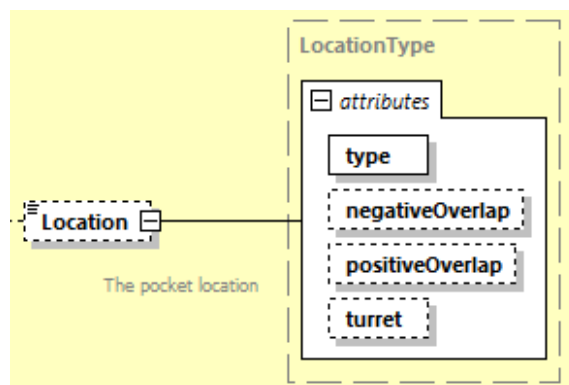 LocationType
attributes
type
negativeOverlap
positiveOverlap
turret
Location
The pocket location